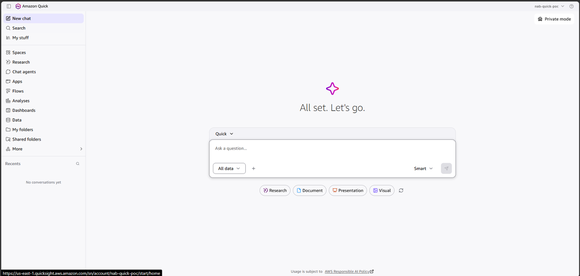 Amazon Quick
nab-quick-poc
New chat
Search
My stuff
Spaces
Research
Chat agents
Apps
Flows
Analyses
Dashboards
Data
My folders
Shared folders
More
Recents
No conversations yet
Private mode
All set. Let's go.
Quick
Ask a question...
All data
Smart
Research
Document
Presentation
Visual
Usage is subject to AWS Responsible AI Policy
https://us-east-1.quicksight.aws.amazon.com/sn/account/nab-quick-poc/start/home